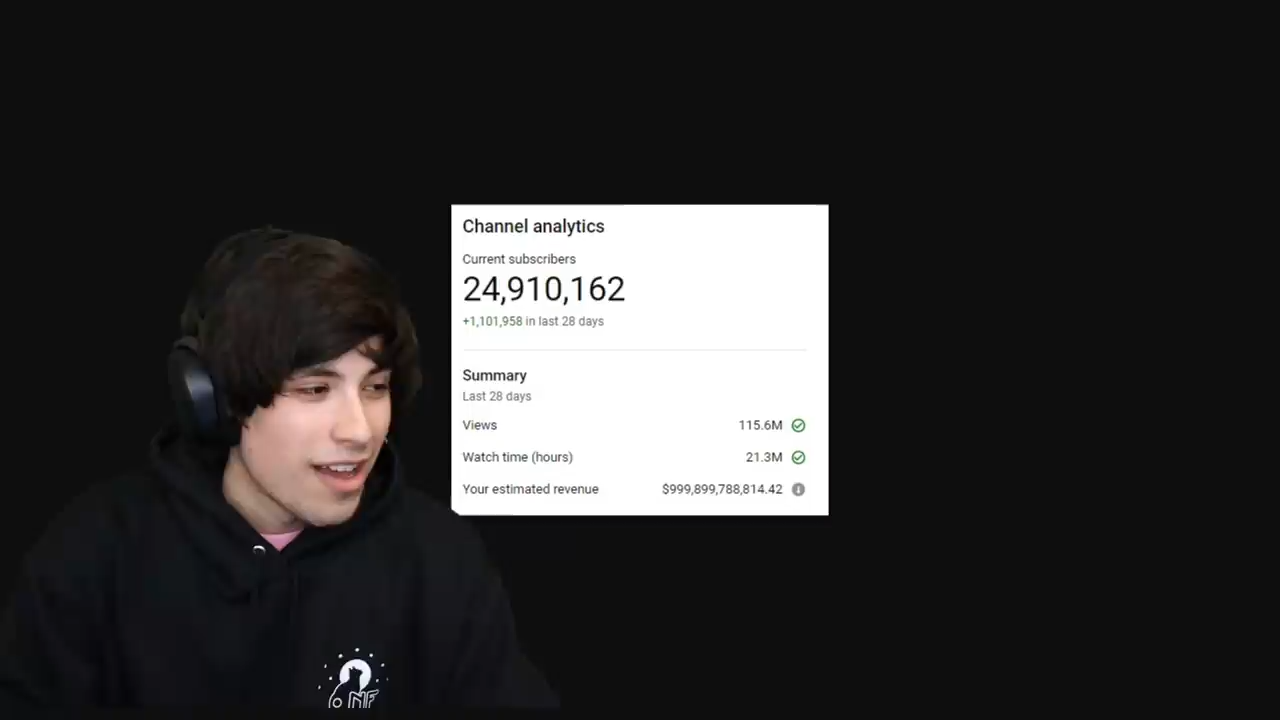 Channel analytics
Current subscribers
24,910,162
+1,101,958 in last 28 days
Summary
Last 28 days
Views 115.6M
Watch time (hours) 21.3M
Your estimated revenue $999,899,788,814.42
NF